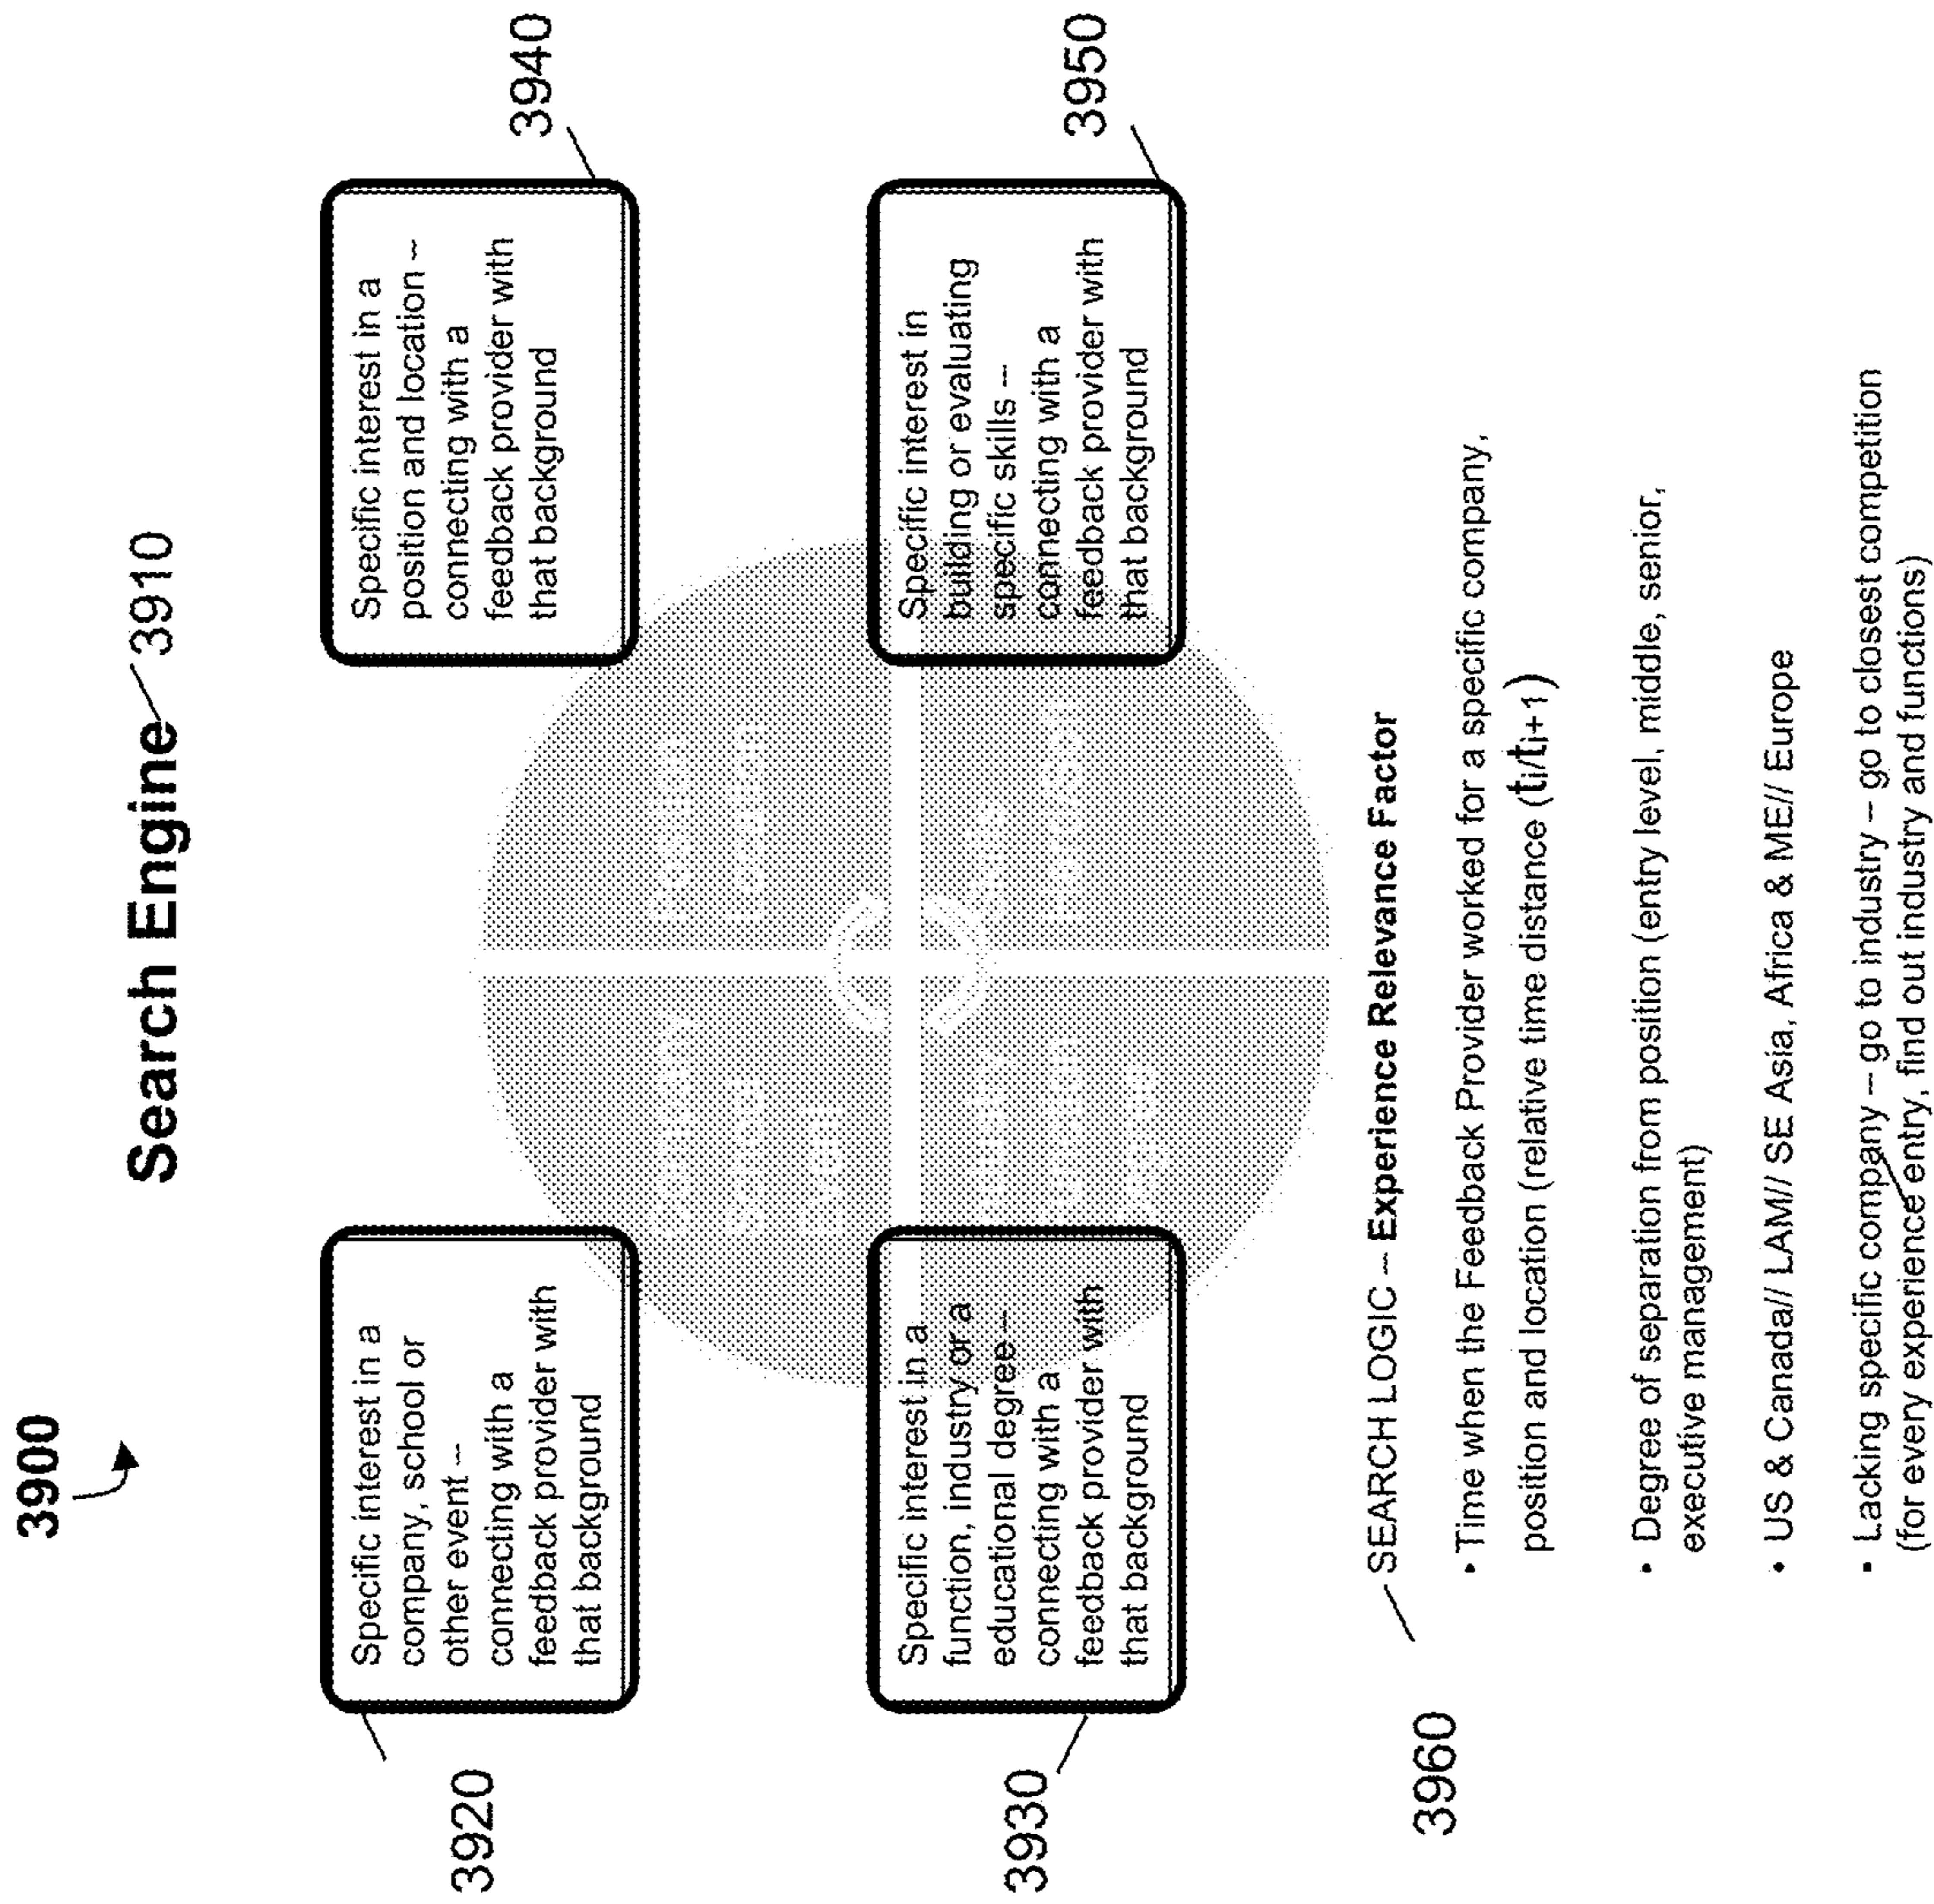 3900
Search Engine
3910
3920
Specific interest in a
company, school or
other event --
connecting with a
feedback provider with
that background
3940
Specific interest in a
position and location --
connecting with a
feedback provider with
that background
3930
Specific interest in a
function, industry or a
educational degree--
connecting with a
feedback provider with
that background
3950
Specific interest in
building or evaluating
specific skills --
connecting with a
feedback provider with
that background
3960
SEARCH LOGIC -- Experience Relevance Factor
• Time when the Feedback Provider worked for a specific company,
position and location (relative time distance (ti/ti+1)
• Degree of separation from position (entry level, middle, senior,
executive management)
• US & Canada// LAM// SE Asia, Africa & ME// Europe
• Lacking specific company -- go to industry -- go to closest competition
(for every experience entry, find out industry and functions)